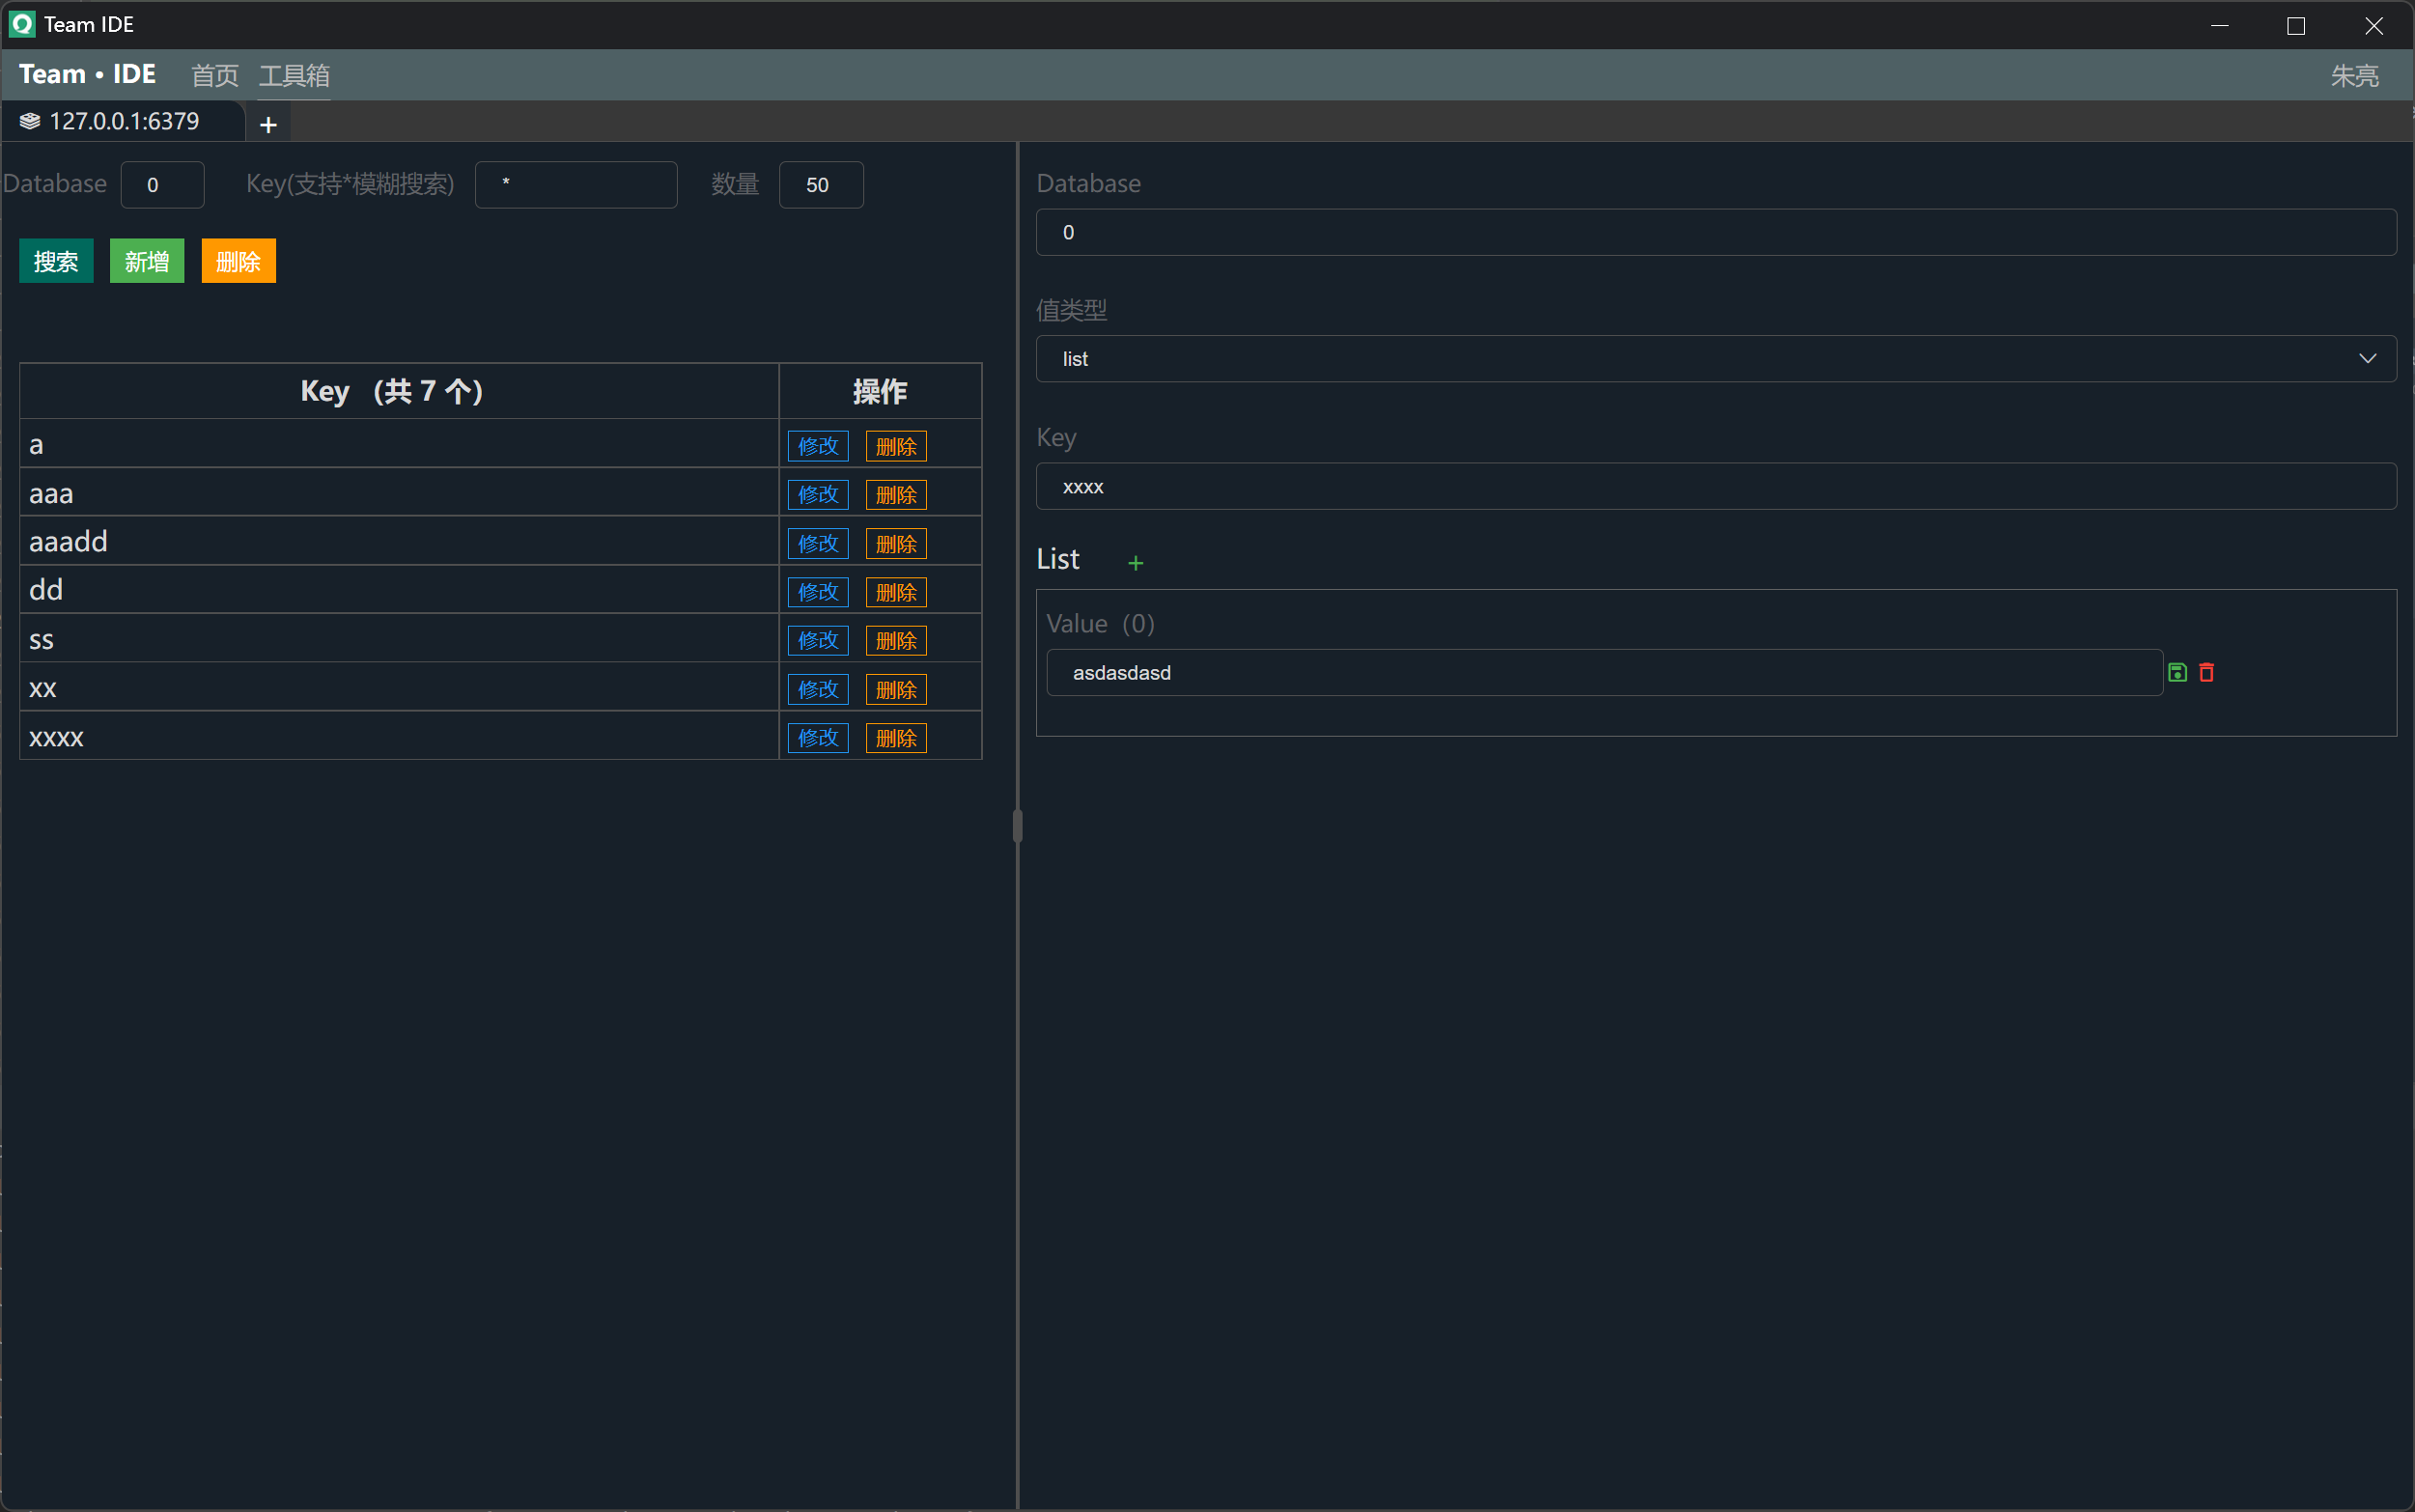 Team IDE
Team • IDE 首页 工具箱 朱亮
127.0.0.1:6379 +
Database 0 Key(支持*模糊搜索) * 数量 50
搜索 新增 删除
Key （共 7 个） 操作
a 修改 删除
aaa 修改 删除
aaadd 修改 删除
dd 修改 删除
ss 修改 删除
xx 修改 删除
xxxx 修改 删除
Database
0
值类型
list
Key
xxxx
List +
Value（0）
asdasdasd